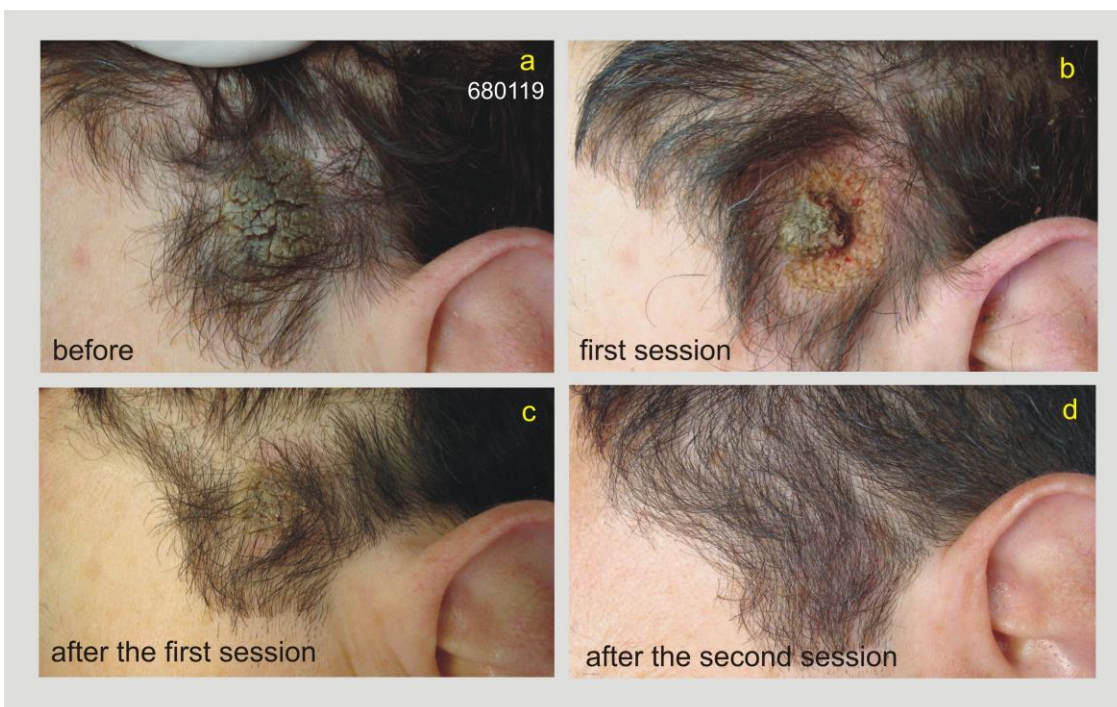 a
680119
before
b
first session
c
after the first session
d
after the second session